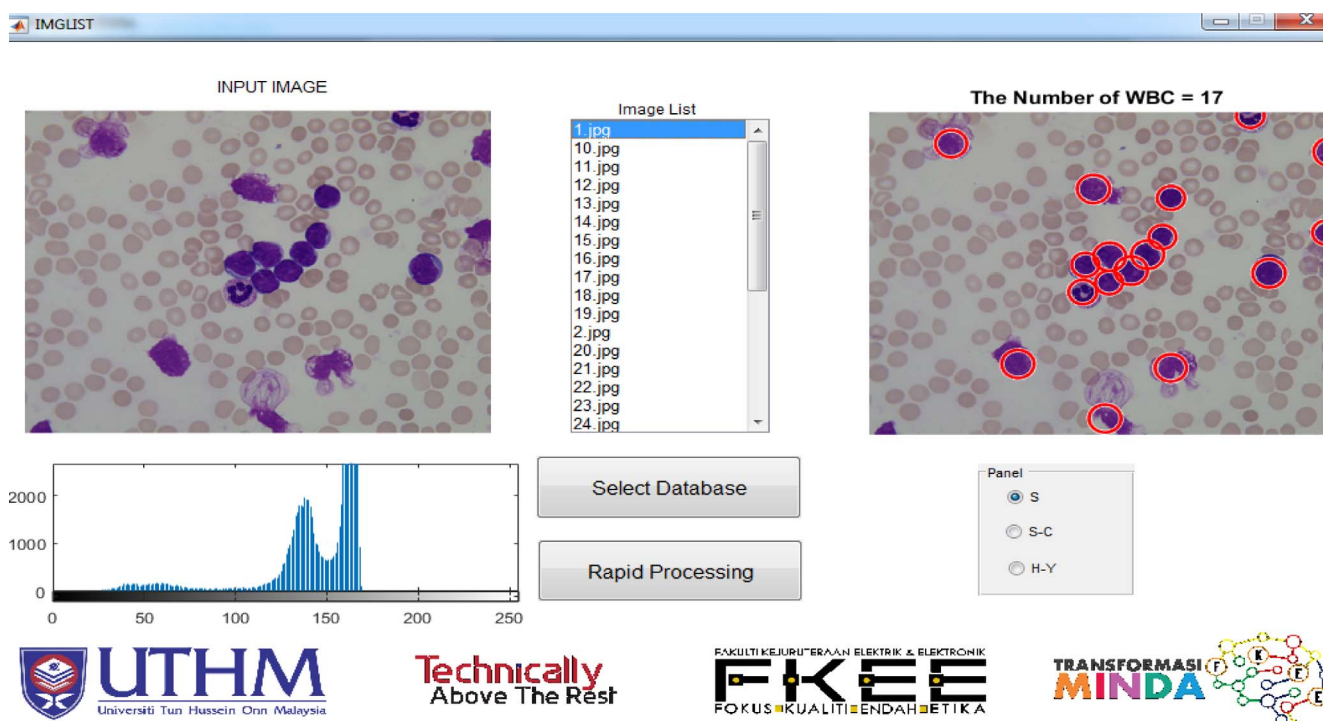 IMGLIST
INPUT IMAGE
Image List
The Number of WBC = 17
1.jpg
10.jpg
11.jpg
12.jpg
13.jpg
14.jpg
15.jpg
16.jpg
17.jpg
18.jpg
19.jpg
2.jpg
20.jpg
21.jpg
22.jpg
23.jpg
24.jpg
2000
1000
0
0 50 100 150 200 250
Select Database
Rapid Processing
Panel
S
S-C
H-Y
UTHM
Universiti Tun Hussein Onn Malaysia
Technically
Above The Rest
FAKULTI KEJURUTERAAN ELEKTRIK & ELEKTRONIK
FKEE
FOKUS KUALITI ENDAH ETIKA
TRANSFORMASI
MINDA
F K E E